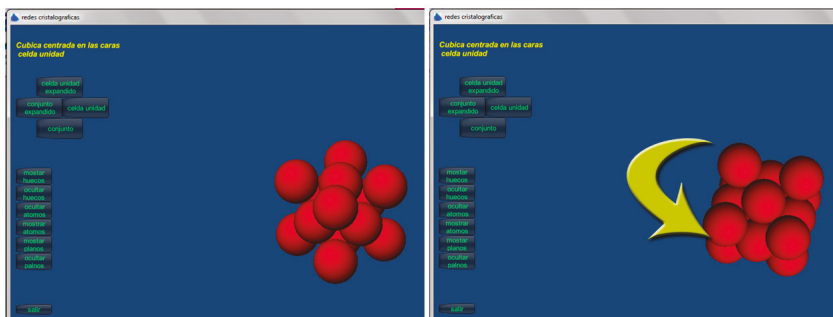 redes cristalograficas
Cubica centrada en las caras
celda unidad
celda unidad
expandido
conjunto
expandido
celda unidad
conjunto
mostar
huecos
ocultar
huecos
ocultar
atomos
mostrar
atomos
mostar
planos
ocultar
palnos
salir
redes cristalograficas
Cubica centrada en las caras
celda unidad
celda unidad
expandido
conjunto
expandido
celda unidad
conjunto
mostar
huecos
ocultar
huecos
ocultar
atomos
mostrar
atomos
mostar
planos
ocultar
palnos
salir